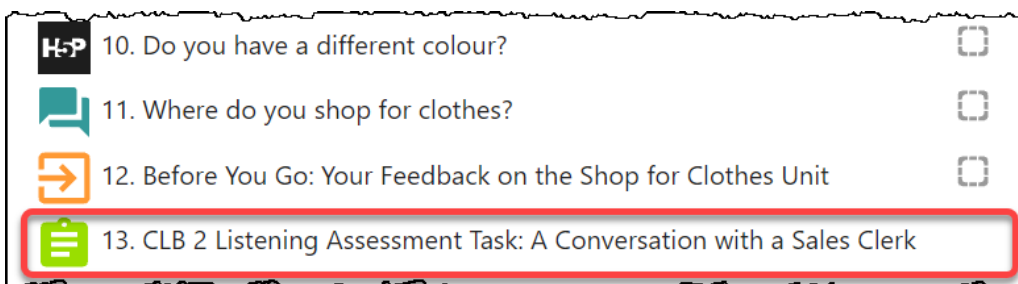 H5P 10. Do you have a different colour?
11. Where do you shop for clothes?
12. Before You Go: Your Feedback on the Shop for Clothes Unit
13. CLB 2 Listening Assessment Task: A Conversation with a Sales Clerk